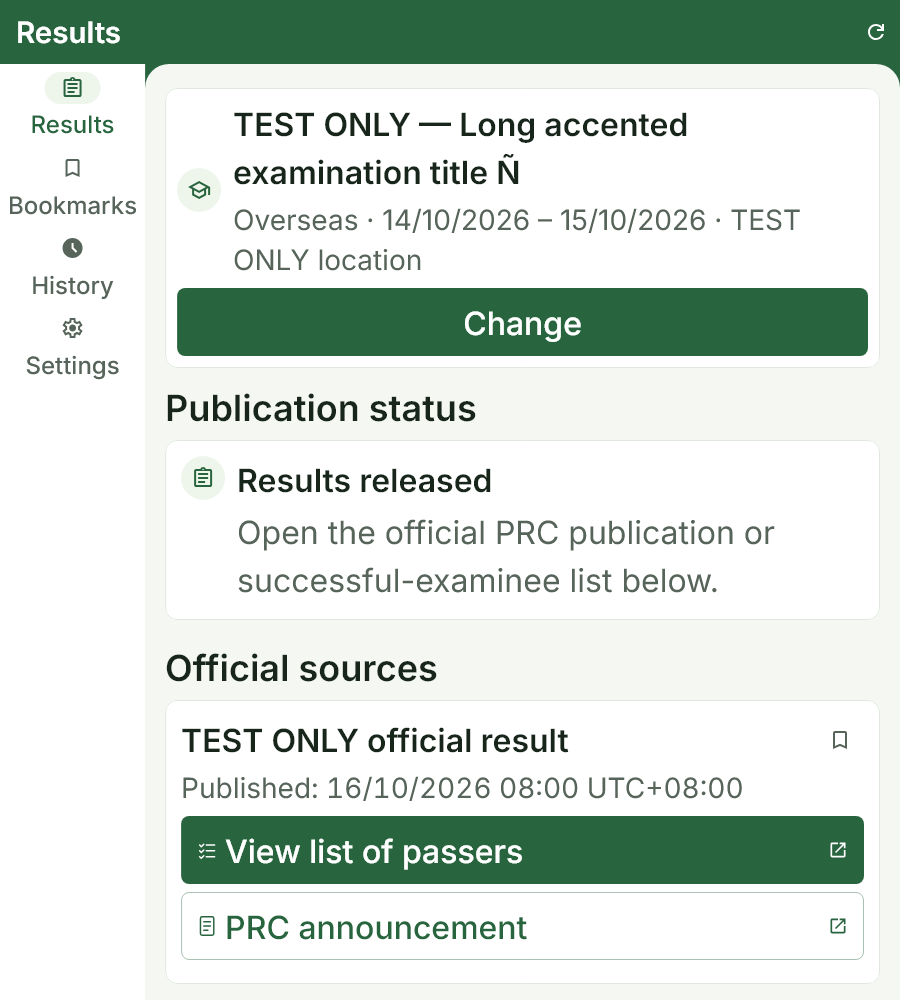 Results
Results
Bookmarks
History
Settings
TEST ONLY — Long accented
examination title Ñ
Overseas · 14/10/2026 – 15/10/2026 · TEST
ONLY location
Change
Publication status
Results released
Open the official PRC publication or
successful-examinee list below.
Official sources
TEST ONLY official result
Published: 16/10/2026 08:00 UTC+08:00
View list of passers
PRC announcement